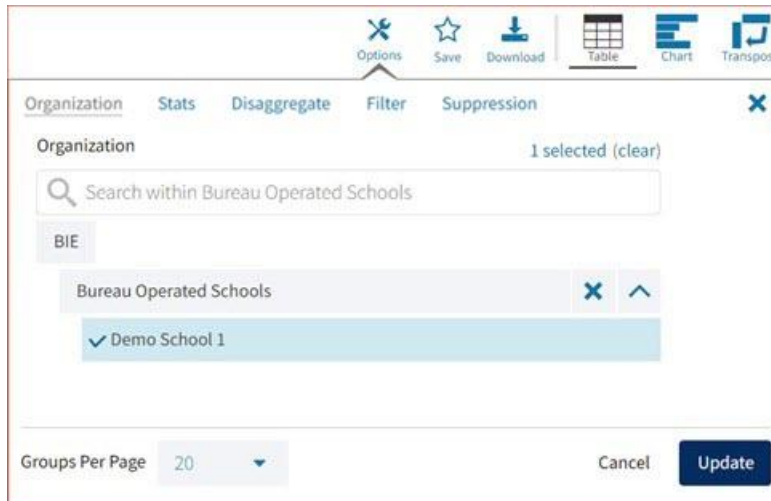 Options Save Download Table Chart Transpos
Organization Stats Disaggregate Filter Suppression
Organization 1 selected (clear)
Search within Bureau Operated Schools
BIE
Bureau Operated Schools
Demo School 1
Groups Per Page 20 Cancel Update